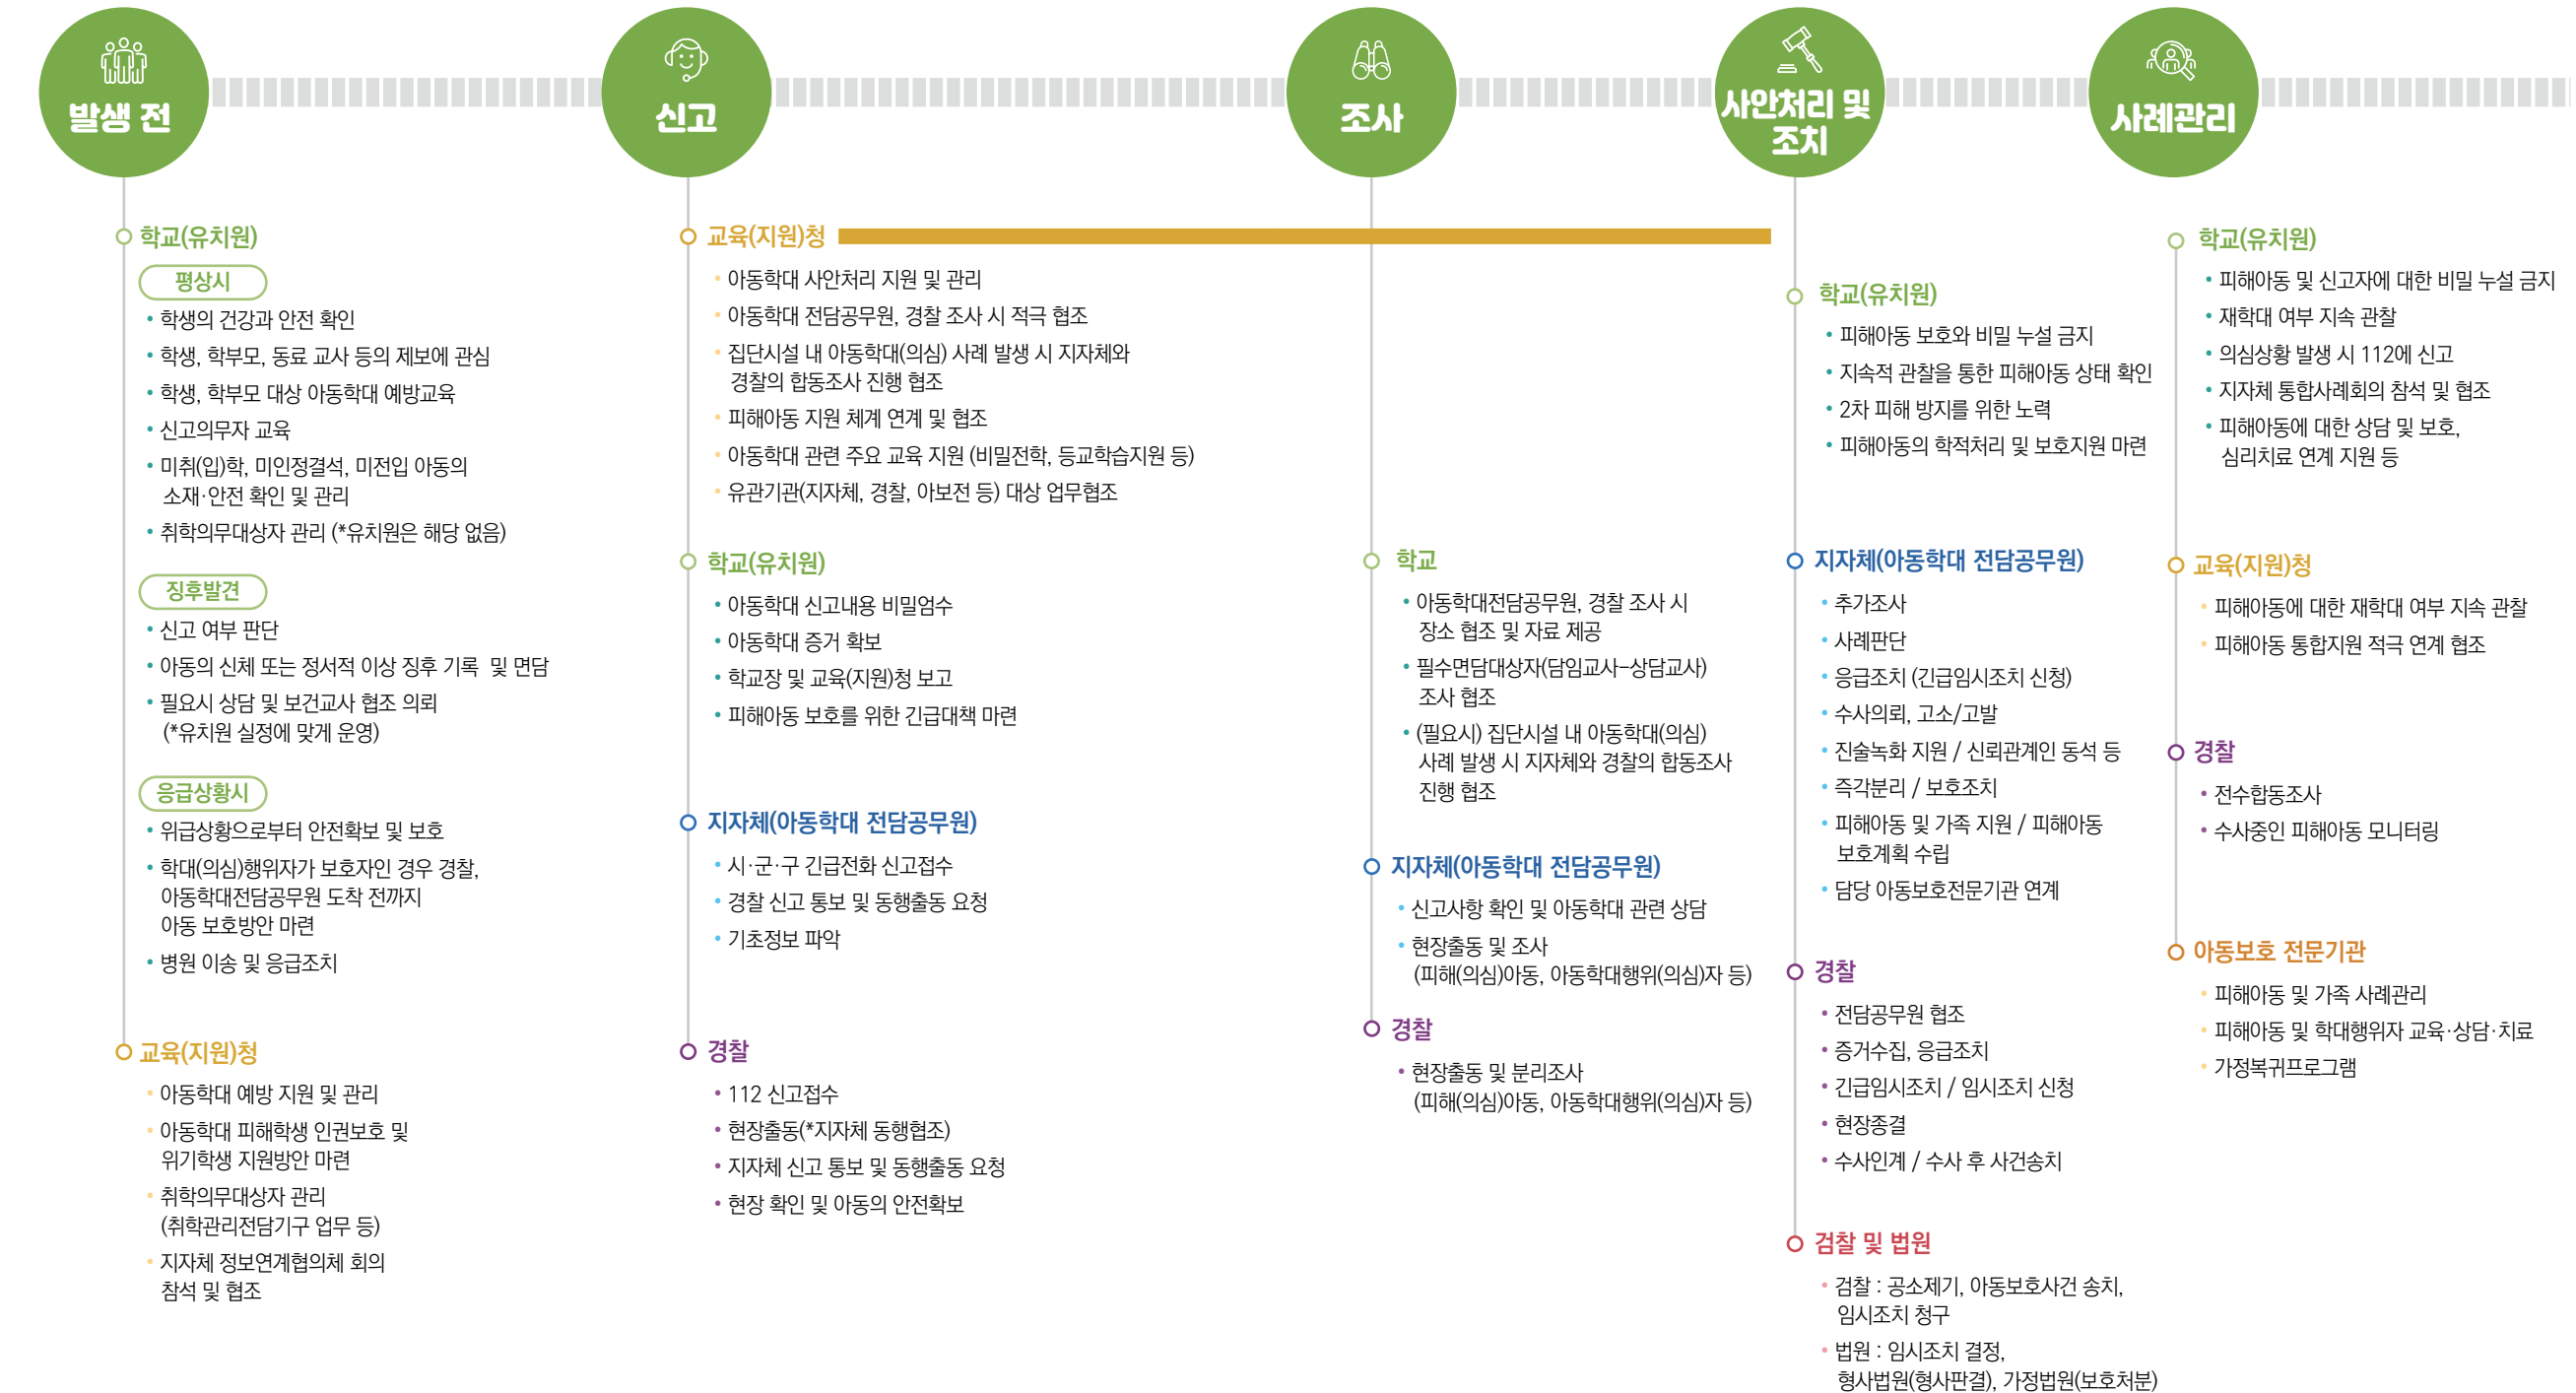 발생 전
학교(유치원)
평상시
• 학생의 건강과 안전 확인
• 학생, 학부모, 동료 교사 등의 제보에 관심
• 학생, 학부모 대상 아동학대 예방교육
• 신고의무자 교육
• 미취(입)학, 미인정결석, 미전입 아동의
소재·안전 확인 및 관리
• 취학의무대상자 관리 (*유치원은 해당 없음)
징후발견
• 신고 여부 판단
• 아동의 신체 또는 정서적 이상 징후 기록 및 면담
• 필요시 상담 및 보건교사 협조 의뢰
(*유치원 실정에 맞게 운영)
응급상황시
• 위급상황으로부터 안전확보 및 보호
• 학대(의심)행위자가 보호자인 경우 경찰,
아동학대전담공무원 도착 전까지
아동 보호방안 마련
• 병원 이송 및 응급조치
교육(지원)청
• 아동학대 예방 지원 및 관리
• 아동학대 피해학생 인권보호 및
위기학생 지원방안 마련
• 취학의무대상자 관리
(취학관리전담기구 업무 등)
• 지자체 정보연계협의체 회의
참석 및 협조
신고
교육(지원)청
• 아동학대 사안처리 지원 및 관리
• 아동학대 전담공무원, 경찰 조사 시 적극 협조
• 집단시설 내 아동학대(의심) 사례 발생 시 지자체와
경찰의 합동조사 진행 협조
• 피해아동 지원 체계 연계 및 협조
• 아동학대 관련 주요 교육 지원 (비밀전학, 등교학습지원 등)
• 유관기관(지자체, 경찰, 아보전 등) 대상 업무협조
학교(유치원)
• 아동학대 신고내용 비밀엄수
• 아동학대 증거 확보
• 학교장 및 교육(지원)청 보고
• 피해아동 보호를 위한 긴급대책 마련
지자체(아동학대 전담공무원)
• 시·군·구 긴급전화 신고접수
• 경찰 신고 통보 및 동행출동 요청
• 기초정보 파악
경찰
• 112 신고접수
• 현장출동(*지자체 동행협조)
• 지자체 신고 통보 및 동행출동 요청
• 현장 확인 및 아동의 안전확보
조사
학교
• 아동학대전담공무원, 경찰 조사 시
장소 협조 및 자료 제공
• 필수면담대상자(담임교사-상담교사)
조사 협조
• (필요시) 집단시설 내 아동학대(의심)
사례 발생 시 지자체와 경찰의 합동조사
진행 협조
지자체(아동학대 전담공무원)
• 신고사항 확인 및 아동학대 관련 상담
• 현장출동 및 조사
(피해(의심)아동, 아동학대행위(의심)자 등)
경찰
• 현장출동 및 분리조사
(피해(의심)아동, 아동학대행위(의심)자 등)
사안처리 및
조치
학교(유치원)
• 피해아동 보호와 비밀 누설 금지
• 지속적 관찰을 통한 피해아동 상태 확인
• 2차 피해 방지를 위한 노력
• 피해아동의 학적처리 및 보호지원 마련
지자체(아동학대 전담공무원)
• 추가조사
• 사례판단
• 응급조치 (긴급임시조치 신청)
• 수사의뢰, 고소/고발
• 진술녹화 지원 / 신뢰관계인 동석 등
• 즉각분리 / 보호조치
• 피해아동 및 가족 지원 / 피해아동
보호계획 수립
• 담당 아동보호전문기관 연계
경찰
• 전담공무원 협조
• 증거수집, 응급조치
• 긴급임시조치 / 임시조치 신청
• 현장종결
• 수사인계 / 수사 후 사건송치
검찰 및 법원
• 검찰 : 공소제기, 아동보호사건 송치,
임시조치 청구
• 법원 : 임시조치 결정,
형사법원(형사판결), 가정법원(보호처분)
사례관리
학교(유치원)
• 피해아동 및 신고자에 대한 비밀 누설 금지
• 재학대 여부 지속 관찰
• 의심상황 발생 시 112에 신고
• 지자체 통합사례회의 참석 및 협조
• 피해아동에 대한 상담 및 보호,
심리치료 연계 지원 등
교육(지원)청
• 피해아동에 대한 재학대 여부 지속 관찰
• 피해아동 통합지원 적극 연계 협조
경찰
• 전수합동조사
• 수사중인 피해아동 모니터링
아동보호 전문기관
• 피해아동 및 가족 사례관리
• 피해아동 및 학대행위자 교육·상담·치료
• 가정복귀프로그램